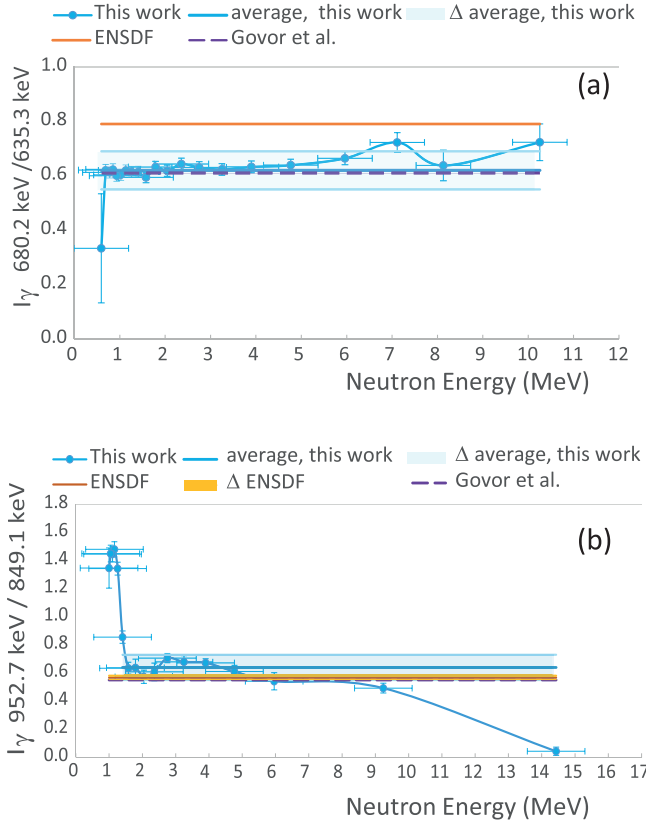 This work average, this work Δ average, this work
ENSDF Govor et al.
(a)
Iγ 680.2 keV /635.3 keV
1.0
0.8
0.6
0.4
0.2
0.0
0 1 2 3 4 5 6 7 8 9 10 11 12
Neutron Energy (MeV)
This work average, this work Δ average, this work
ENSDF Δ ENSDF Govor et al.
(b)
Iγ 952.7 keV / 849.1 keV
1.8
1.6
1.4
1.2
1.0
0.8
0.6
0.4
0.2
0.0
0 1 2 3 4 5 6 7 8 9 10 11 12 13 14 15 16 17
Neutron Energy (MeV)